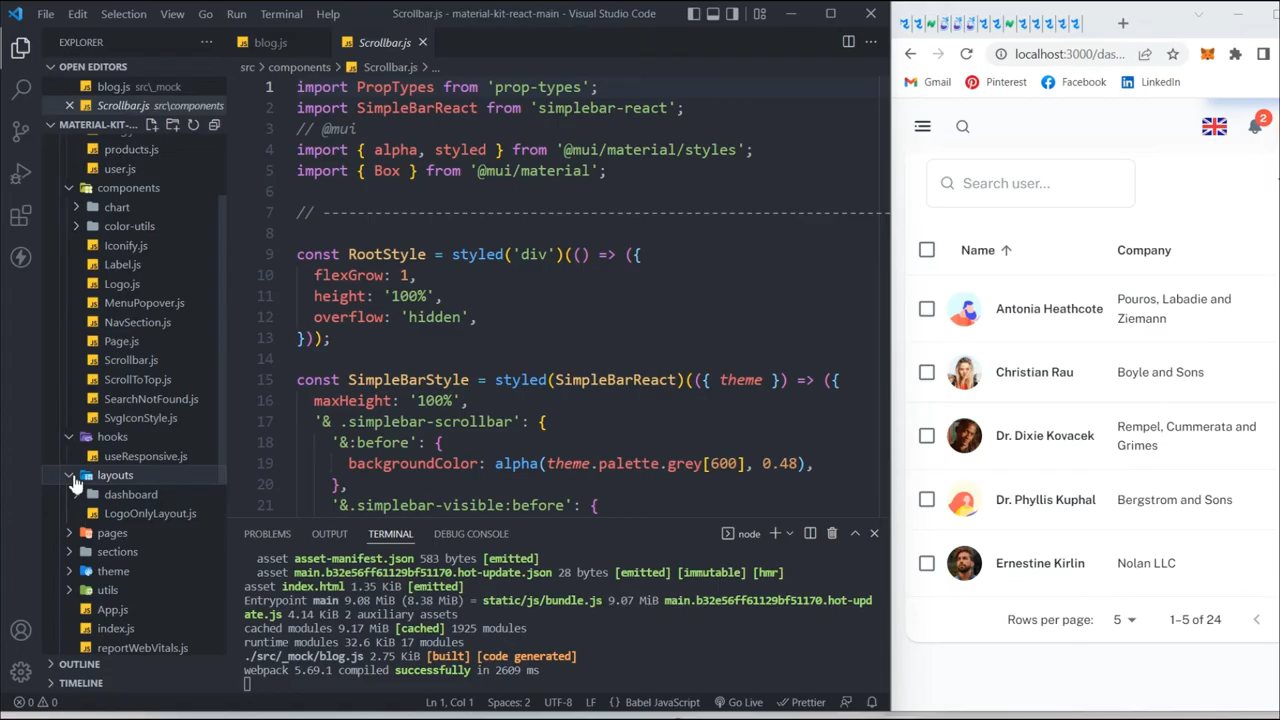 File Edit Selection View Go Run Terminal Help Scrollbar.js - material-kit-react-main - Visual Studio Code
EXPLORER
OPEN EDITORS
blog.js src\_mock
Scrollbar.js src\components
MATERIAL-KIT-...
products.js
user.js
components
chart
color-utils
Iconify.js
Label.js
Logo.js
MenuPopover.js
NavSection.js
Page.js
Scrollbar.js
ScrollToTop.js
SearchNotFound.js
SvgIconStyle.js
hooks
useResponsive.js
layouts
dashboard
LogoOnlyLayout.js
pages
sections
theme
utils
App.js
index.js
reportWebVitals.js
OUTLINE
TIMELINE
blog.js Scrollbar.js
src > components > Scrollbar.js > ...
1 import PropTypes from 'prop-types';
2 import SimpleBarReact from 'simplebar-react';
3 // @mui
4 import { alpha, styled } from '@mui/material/styles';
5 import { Box } from '@mui/material';
6
7 // ----------------------------------------------------------------------
8
9 const RootStyle = styled('div')(() => ({
10 flexGrow: 1,
11 height: '100%',
12 overflow: 'hidden',
13 }));
14
15 const SimpleBarStyle = styled(SimpleBarReact)(({ theme }) => ({
16 maxHeight: '100%',
17 '& .simplebar-scrollbar': {
18 '&:before': {
19 backgroundColor: alpha(theme.palette.grey[600], 0.48),
20 },
21 '&.simplebar-visible:before': {
PROBLEMS OUTPUT TERMINAL DEBUG CONSOLE node
asset asset-manifest.json 583 bytes [emitted]
asset main.b32e56ff61129bf51170.hot-update.json 28 bytes [emitted] [immutable] [hmr]
asset index.html 1.35 KiB [emitted]
Entrypoint main 9.08 MiB (8.38 MiB) = static/js/bundle.js 9.07 MiB main.b32e56ff61129bf51170.hot-upd
ate.js 4.14 KiB 2 auxiliary assets
cached modules 9.17 MiB [cached] 1925 modules
runtime modules 32.6 KiB 17 modules
./src/_mock/blog.js 2.75 KiB [built] [code generated]
webpack 5.69.1 compiled successfully in 2609 ms
0 0 Ln 1, Col 1 Spaces: 2 UTF-8 LF {} Babel JavaScript Go Live Prettier
localhost:3000/das...
Gmail Pinterest Facebook LinkedIn
2
Search user...
Name Company
Antonia Heathcote Pouros, Labadie and
Ziemann
Christian Rau Boyle and Sons
Dr. Dixie Kovacek Rempel, Cummerata and
Grimes
Dr. Phyllis Kuphal Bergstrom and Sons
Ernestine Kirlin Nolan LLC
Rows per page: 5 1–5 of 24